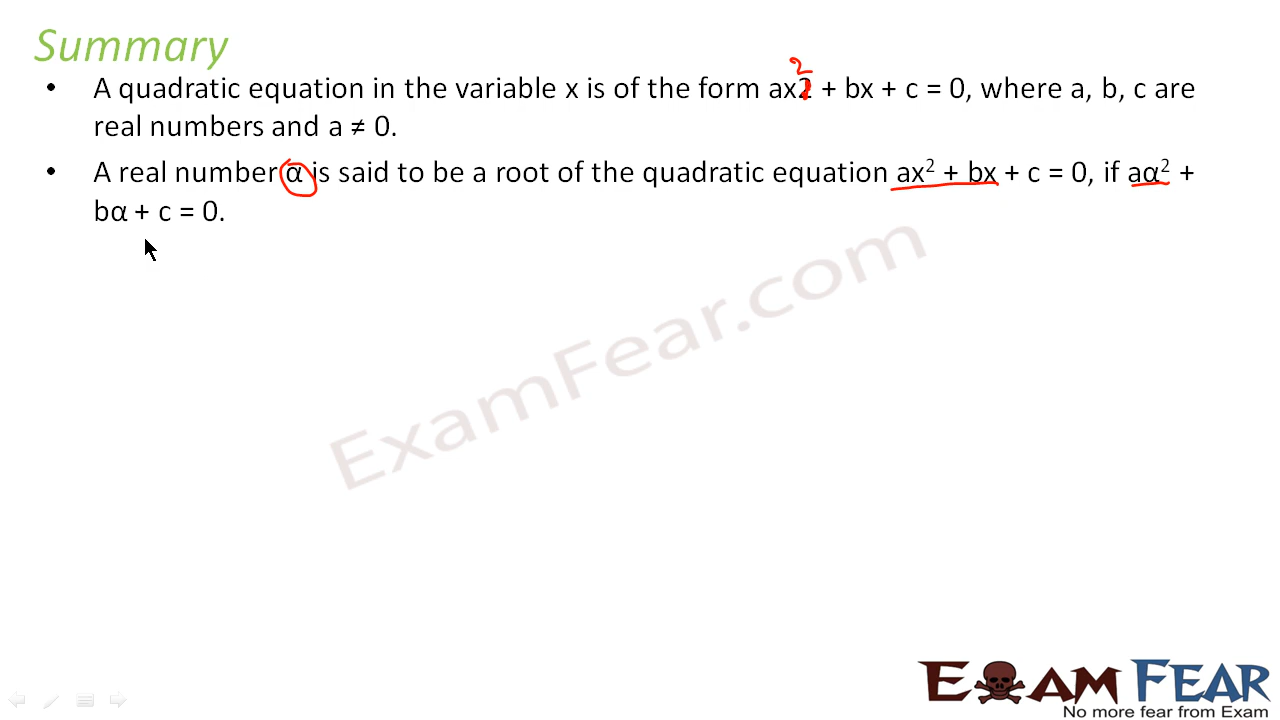 Summary
• A quadratic equation in the variable x is of the form ax2 + bx + c = 0, where a, b, c are
2
real numbers and a ≠ 0.
• A real number α is said to be a root of the quadratic equation ax² + bx + c = 0, if aα² +
bα + c = 0.
ExamFear.com
EXAM FEAR
No more fear from Exam